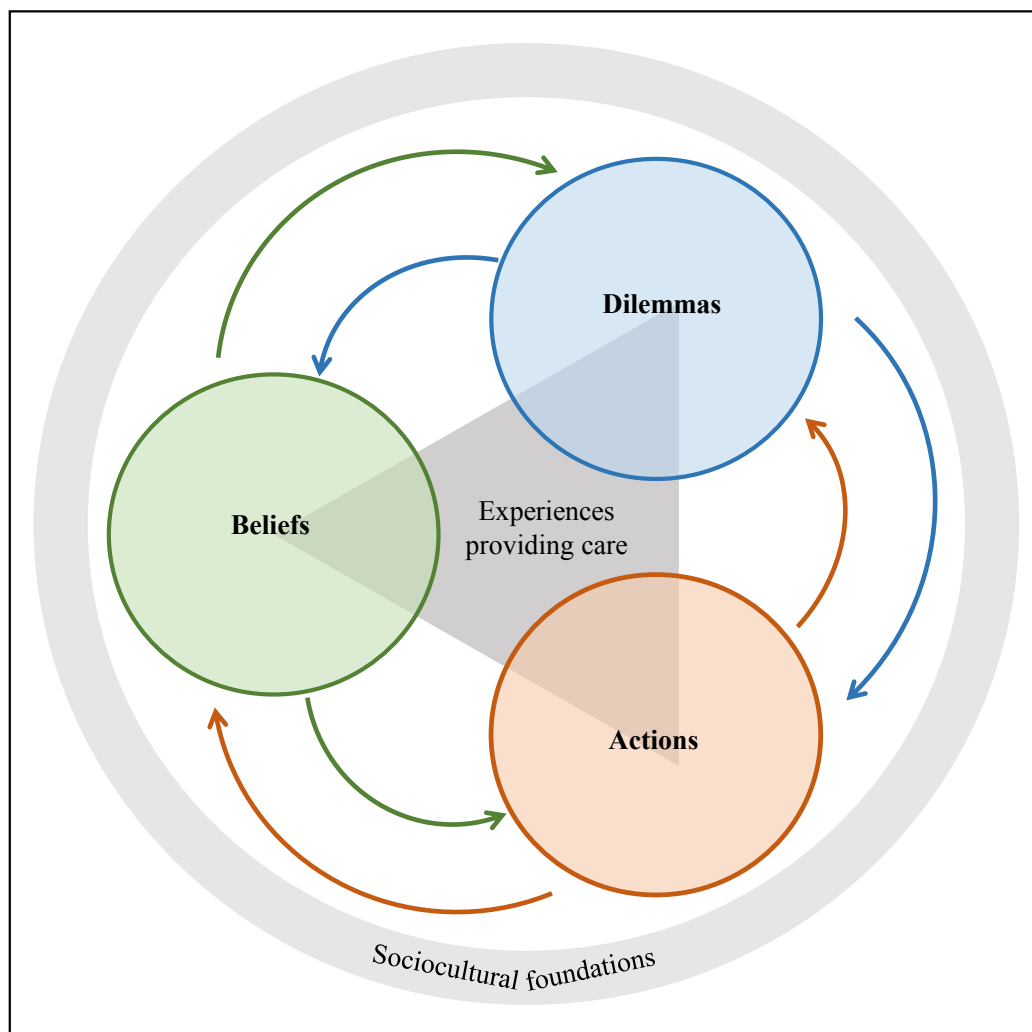 Dilemmas
Beliefs
Experiences
providing care
Actions
Sociocultural foundations